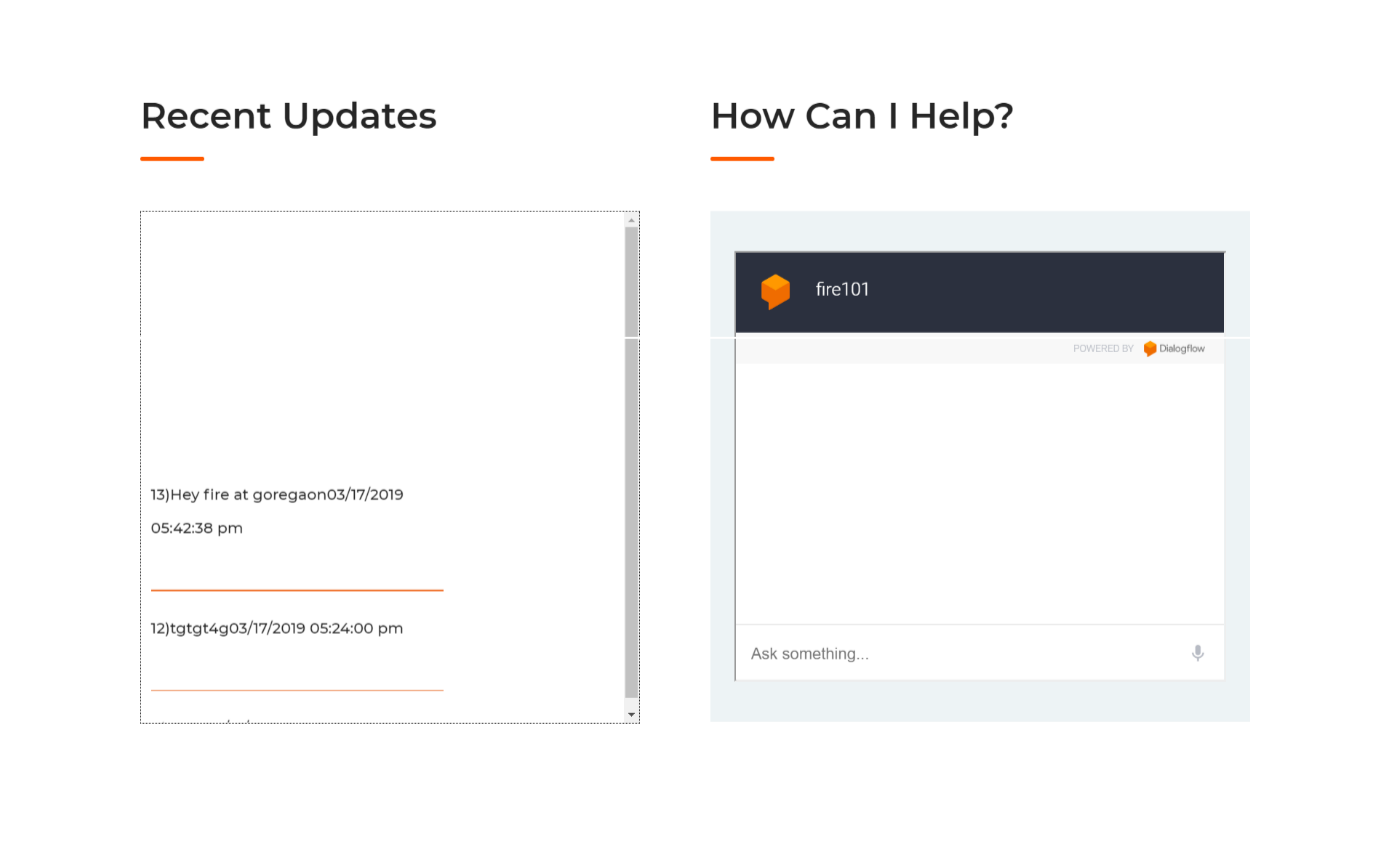 Recent Updates
13)Hey fire at goregaon03/17/2019
05:42:38 pm
12)tgtgt4g03/17/2019 05:24:00 pm
How Can I Help?
fire101
POWERED BY Dialogflow
Ask something...